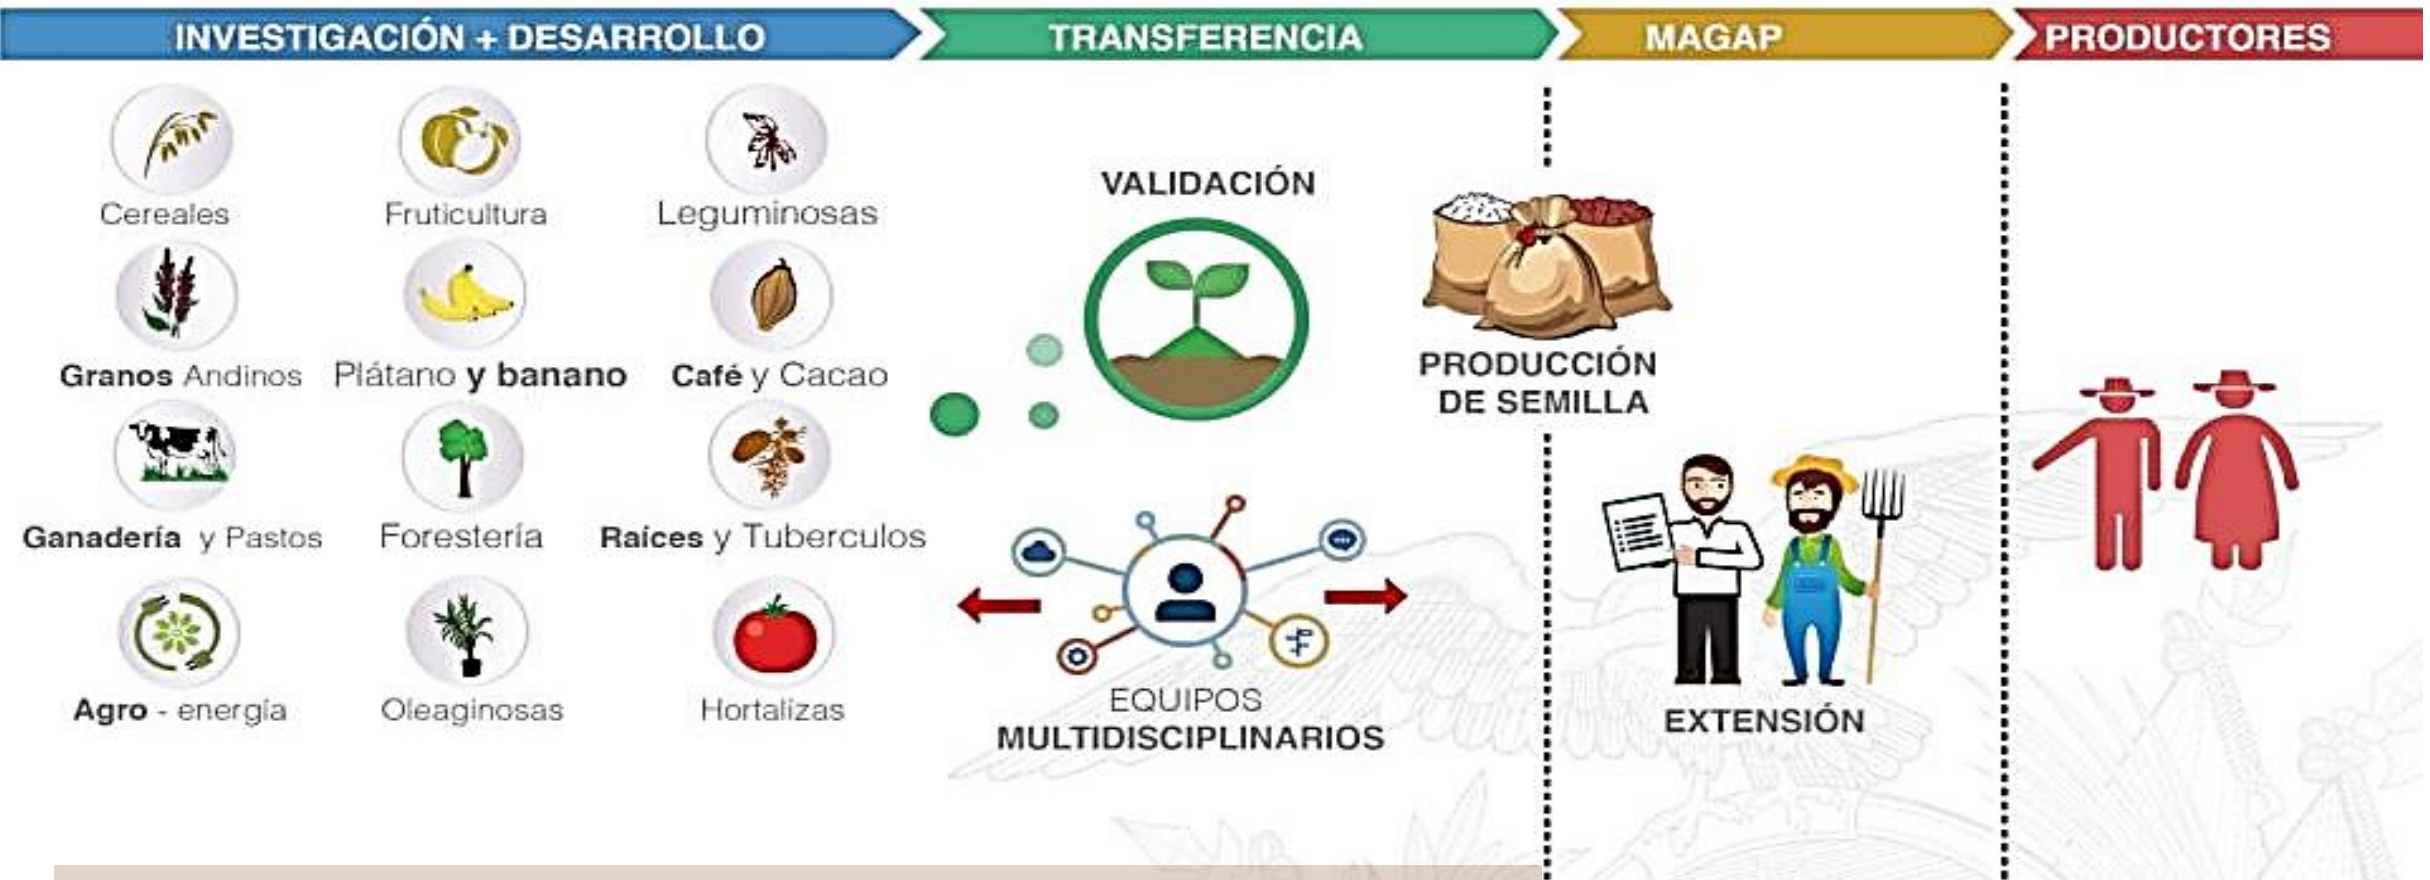 INVESTIGACIÓN + DESARROLLO
TRANSFERENCIA
MAGAP
PRODUCTORES
Cereales
Fruticultura
Leguminosas
Granos Andinos
Plátano y banano
Café y Cacao
Ganadería y Pastos
Forestería
Raíces y Tuberculos
Agro - energía
Oleaginosas
Hortalizas
VALIDACIÓN
EQUIPOS
MULTIDISCIPLINARIOS
PRODUCCIÓN
DE SEMILLA
EXTENSIÓN